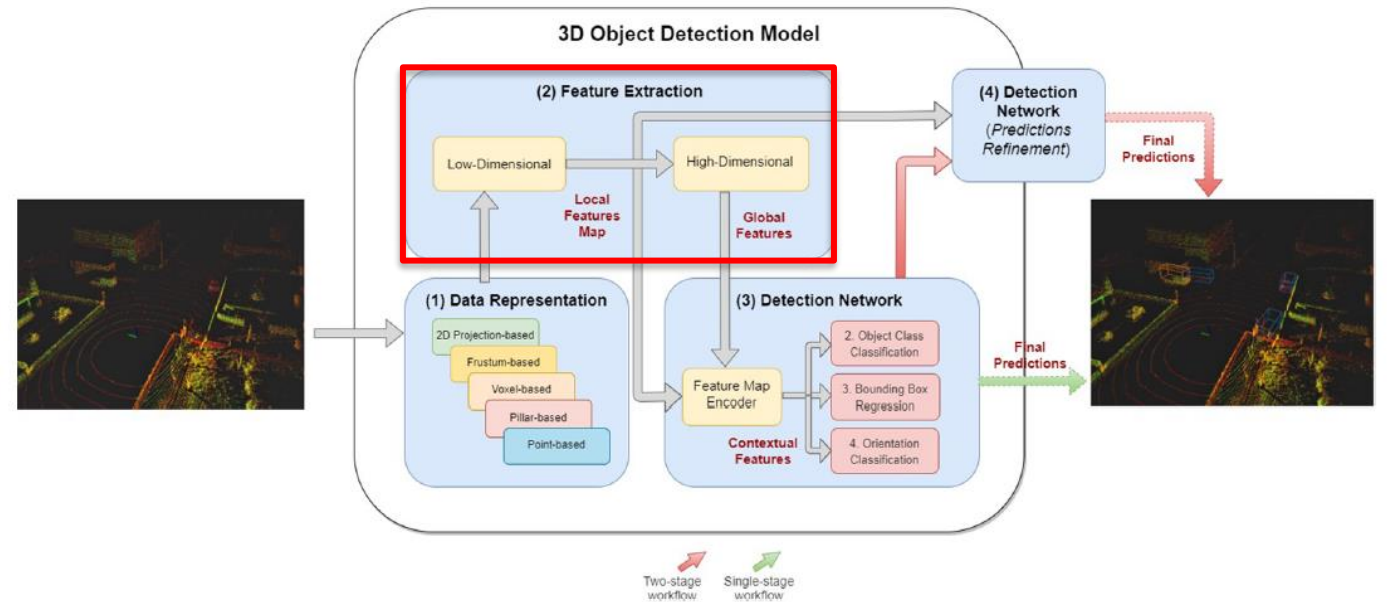 3D Object Detection Model
(2) Feature Extraction
Low-Dimensional
High-Dimensional
Local
Features
Map
Global
Features
(4) Detection
Network
(Predictions
Refinement)
Final
Predictions
(1) Data Representation
2D Projection-based
Frustum-based
Voxel-based
Pillar-based
Point-based
(3) Detection Network
Feature Map
Encoder
Contextual
Features
2. Object Class
Classification
3. Bounding Box
Regression
4. Orientation
Classification
Final
Predictions
Two-stage
workflow
Single-stage
workflow